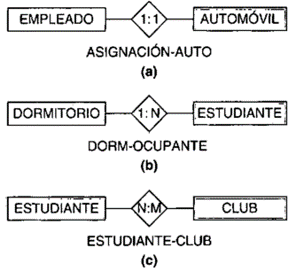 EMPLEADO 1:1 AUTOMÓVIL
ASIGNACIÓN-AUTO
(a)
DORMITORIO 1:N ESTUDIANTE
DORM-OCUPANTE
(b)
ESTUDIANTE N:M CLUB
ESTUDIANTE-CLUB
(c)